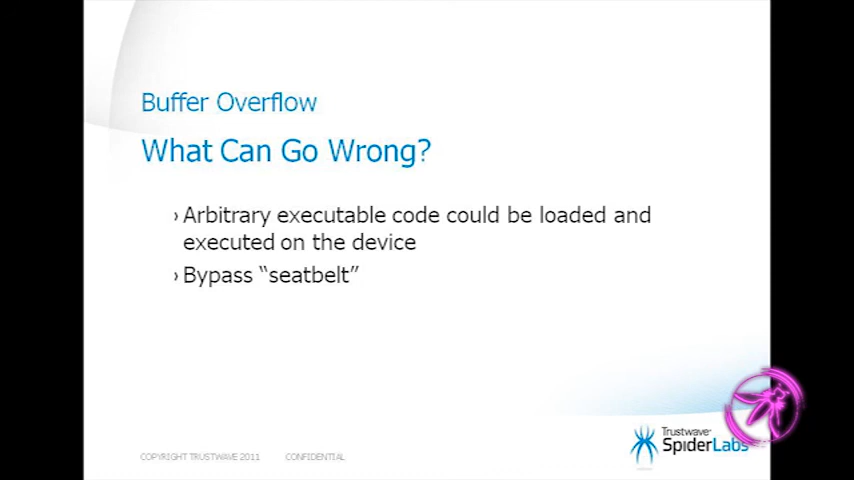 Buffer Overflow
What Can Go Wrong?
› Arbitrary executable code could be loaded and
executed on the device
› Bypass “seatbelt”
Trustwave®
SpiderLabs
COPYRIGHT TRUSTWAVE 2011 CONFIDENTIAL